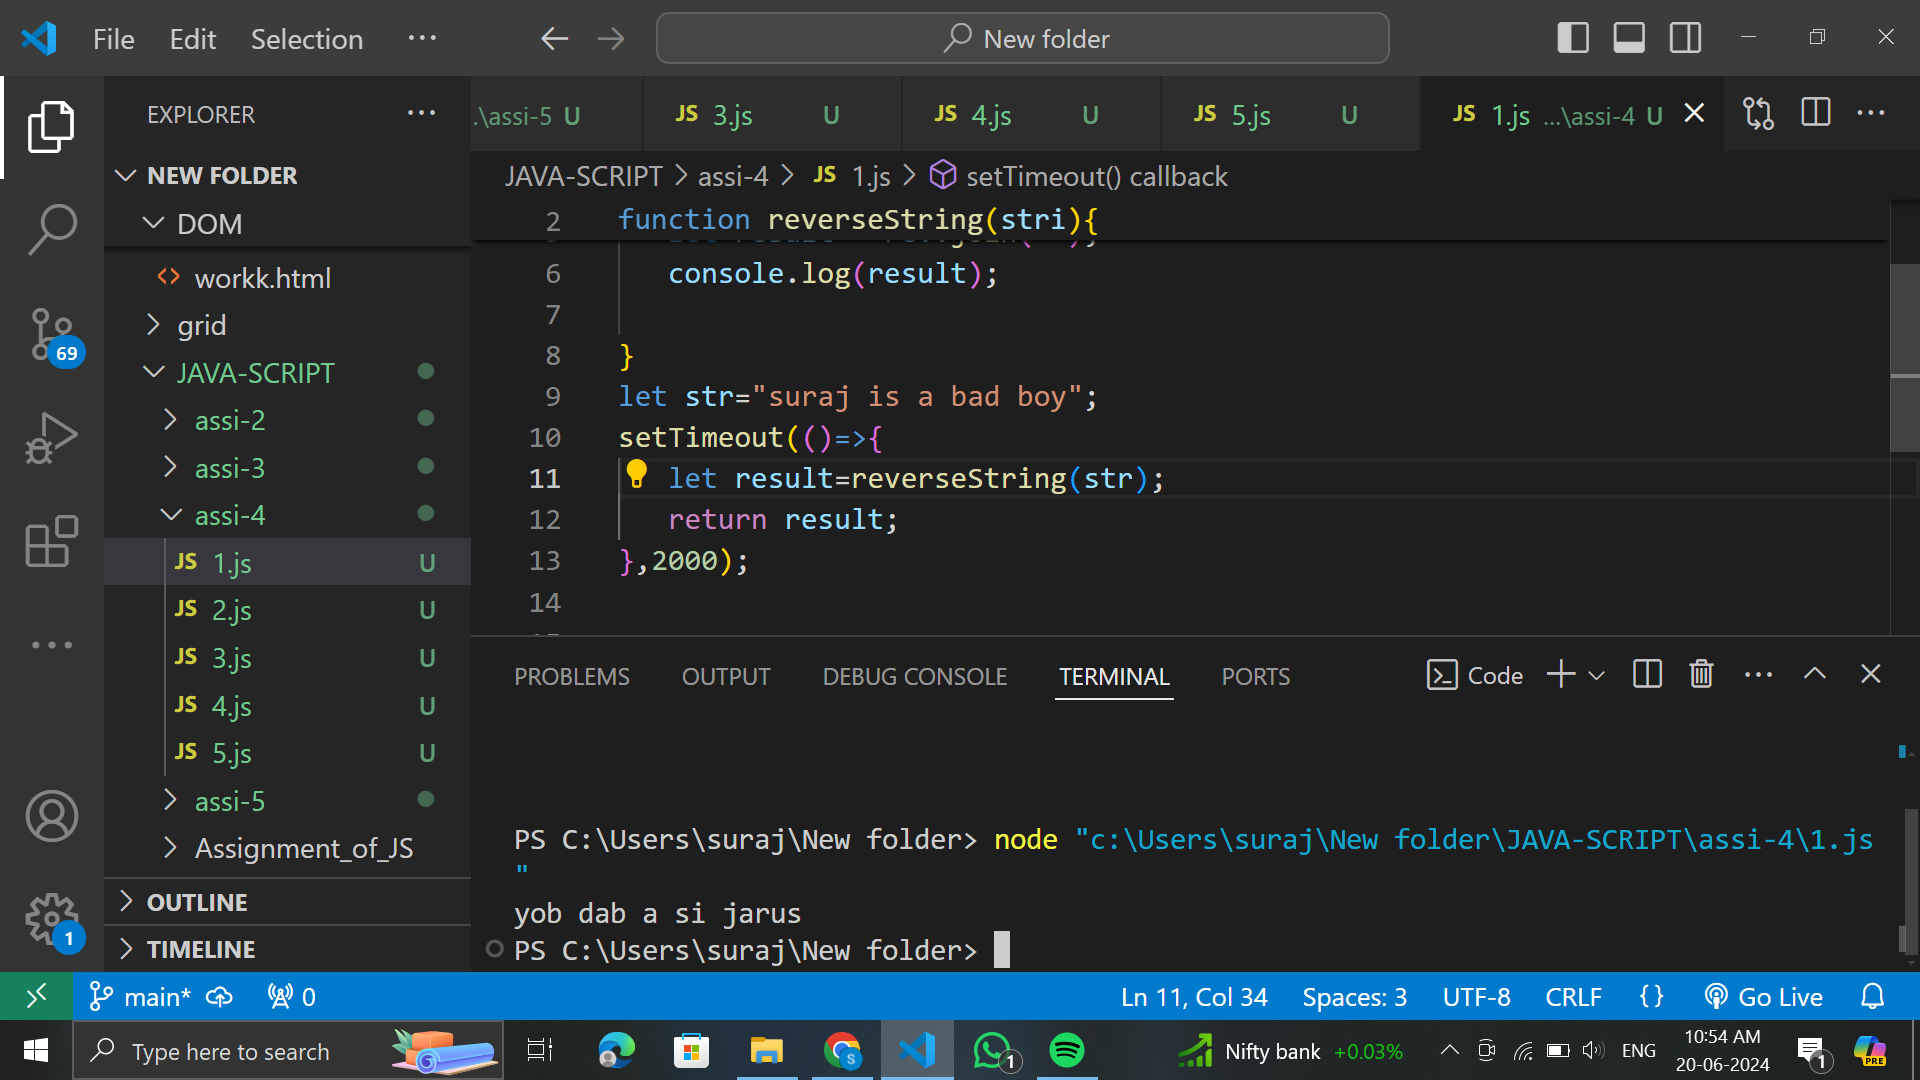 File Edit Selection ···
New folder
EXPLORER ···
NEW FOLDER
DOM
workk.html
grid
JAVA-SCRIPT
assi-2
assi-3
assi-4
JS 1.js U
JS 2.js U
JS 3.js U
JS 4.js U
JS 5.js U
assi-5
Assignment_of_JS
OUTLINE
TIMELINE
69
1
.\assi-5 U JS 3.js U JS 4.js U JS 5.js U JS 1.js ...\assi-4 U
JAVA-SCRIPT > assi-4 > JS 1.js > setTimeout() callback
2 function reverseString(stri){
6 console.log(result);
7
8 }
9 let str="suraj is a bad boy";
10 setTimeout(()=>{
11 let result=reverseString(str);
12 return result;
13 },2000);
14
PROBLEMS OUTPUT DEBUG CONSOLE TERMINAL PORTS Code
PS C:\Users\suraj\New folder> node "c:\Users\suraj\New folder\JAVA-SCRIPT\assi-4\1.js
"
yob dab a si jarus
PS C:\Users\suraj\New folder>
main* 0 Ln 11, Col 34 Spaces: 3 UTF-8 CRLF {} Go Live
Type here to search S 1 Nifty bank +0.03% ENG 10:54 AM 1 PRE
20-06-2024